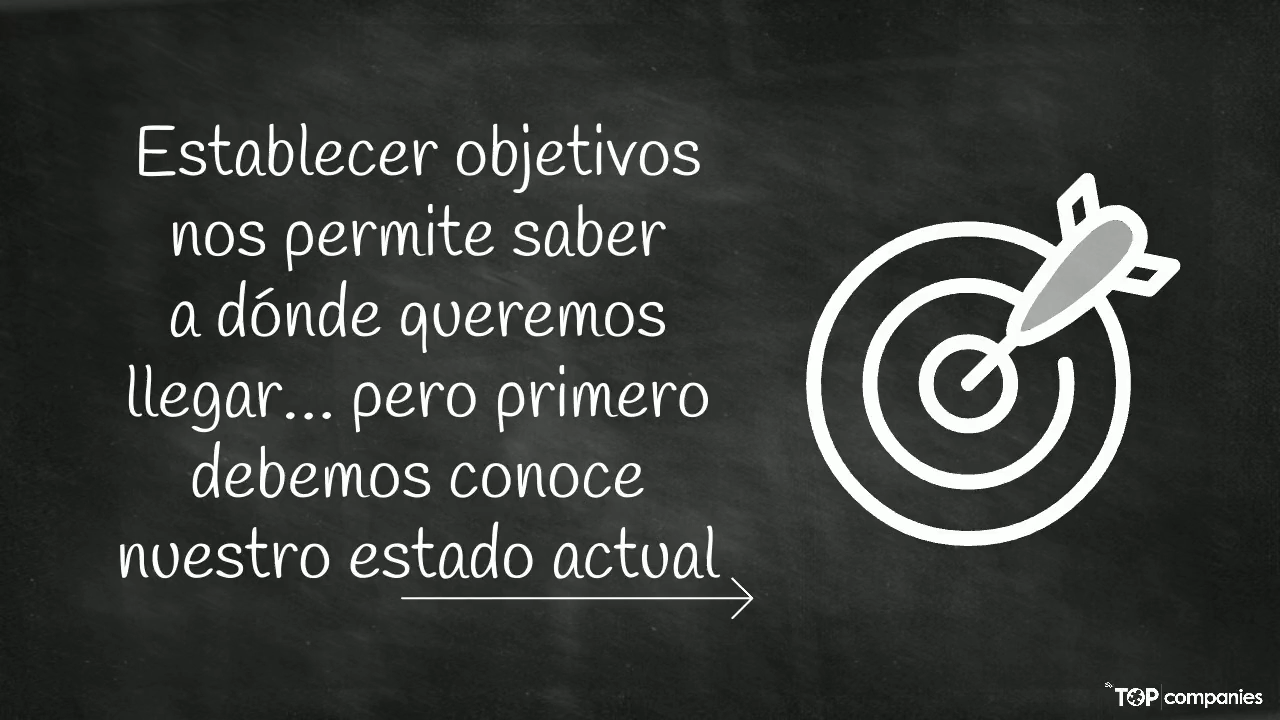 Establecer objetivos
nos permite saber
a dónde queremos
llegar... pero primero
debemos conoce
nuestro estado actual
TOP companies